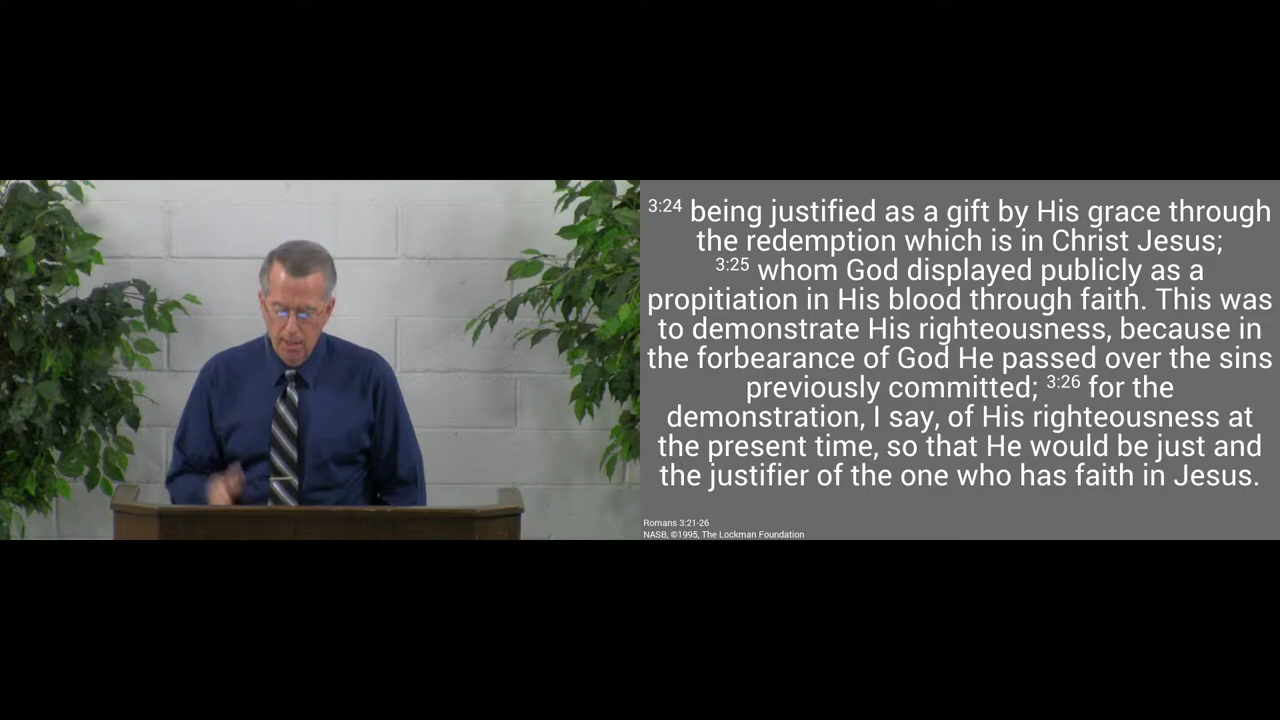 3:24 being justified as a gift by His grace through
the redemption which is in Christ Jesus;
3:25 whom God displayed publicly as a
propitiation in His blood through faith. This was
to demonstrate His righteousness, because in
the forbearance of God He passed over the sins
previously committed; 3:26 for the
demonstration, I say, of His righteousness at
the present time, so that He would be just and
the justifier of the one who has faith in Jesus.
Romans 3:21-26
NASB, ©1995, The Lockman Foundation